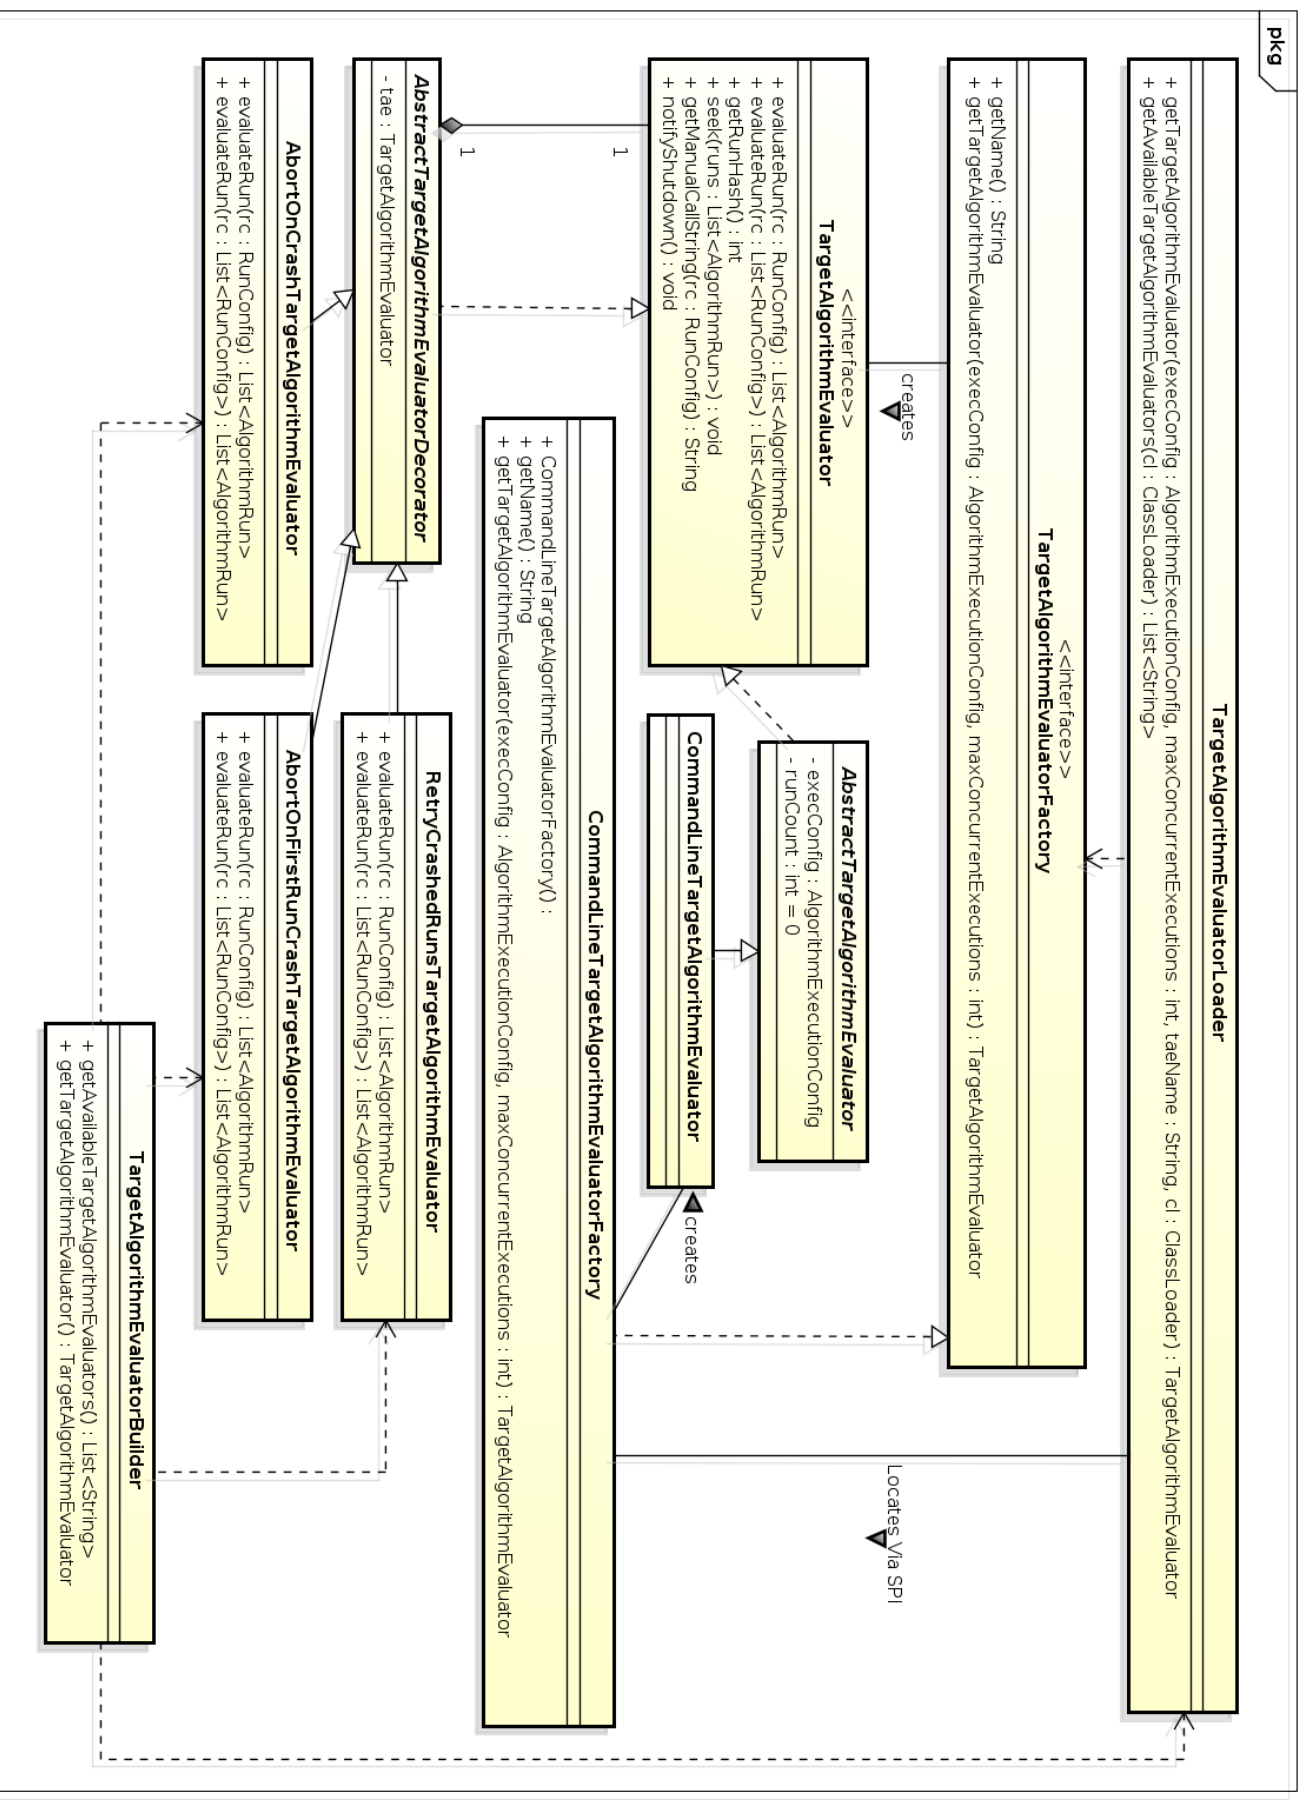 pkg
TargetAlgorithmEvaluatorLoader
+ getTargetAlgorithmEvaluator(execConfig : AlgorithmExecutionConfig, maxConcurrentExecutions : int, taeName : String, cl : ClassLoader) : TargetAlgorithmEvaluator
+ getAvailableTargetAlgorithmEvaluators(cl : ClassLoader) : List<String>
<<interface>>
TargetAlgorithmEvaluatorFactory
+ getName() : String
+ getTargetAlgorithmEvaluator(execConfig : AlgorithmExecutionConfig, maxConcurrentExecutions : int) : TargetAlgorithmEvaluator
creates
Locates Via SPI
<<interface>>
TargetAlgorithmEvaluator
+ evaluateRun(rc : RunConfig) : List<AlgorithmRun>
+ evaluateRun(rc : List<RunConfig>) : List<AlgorithmRun>
+ getRunHash() : int
+ seek(runs : List<AlgorithmRun>) : void
+ getManualCallString(rc : RunConfig) : String
+ notifyShutdown() : void
AbstractTargetAlgorithmEvaluator
- execConfig : AlgorithmExecutionConfig
- runCount : int = 0
CommandLineTargetAlgorithmEvaluator
creates
1
1
CommandLineTargetAlgorithmEvaluatorFactory
+ CommandLineTargetAlgorithmEvaluatorFactory() :
+ getName() : String
+ getTargetAlgorithmEvaluator(execConfig : AlgorithmExecutionConfig, maxConcurrentExecutions : int) : TargetAlgorithmEvaluator
AbstractTargetAlgorithmEvaluatorDecorator
- tae : TargetAlgorithmEvaluator
RetryCrashedRunsTargetAlgorithmEvaluator
+ evaluateRun(rc : RunConfig) : List<AlgorithmRun>
+ evaluateRun(rc : List<RunConfig>) : List<AlgorithmRun>
AbortOnCrashTargetAlgorithmEvaluator
+ evaluateRun(rc : RunConfig) : List<AlgorithmRun>
+ evaluateRun(rc : List<RunConfig>) : List<AlgorithmRun>
AbortOnFirstRunCrashTargetAlgorithmEvaluator
+ evaluateRun(rc : RunConfig) : List<AlgorithmRun>
+ evaluateRun(rc : List<RunConfig>) : List<AlgorithmRun>
TargetAlgorithmEvaluatorBuilder
+ getAvailableTargetAlgorithmEvaluators() : List<String>
+ getTargetAlgorithmEvaluator() : TargetAlgorithmEvaluator